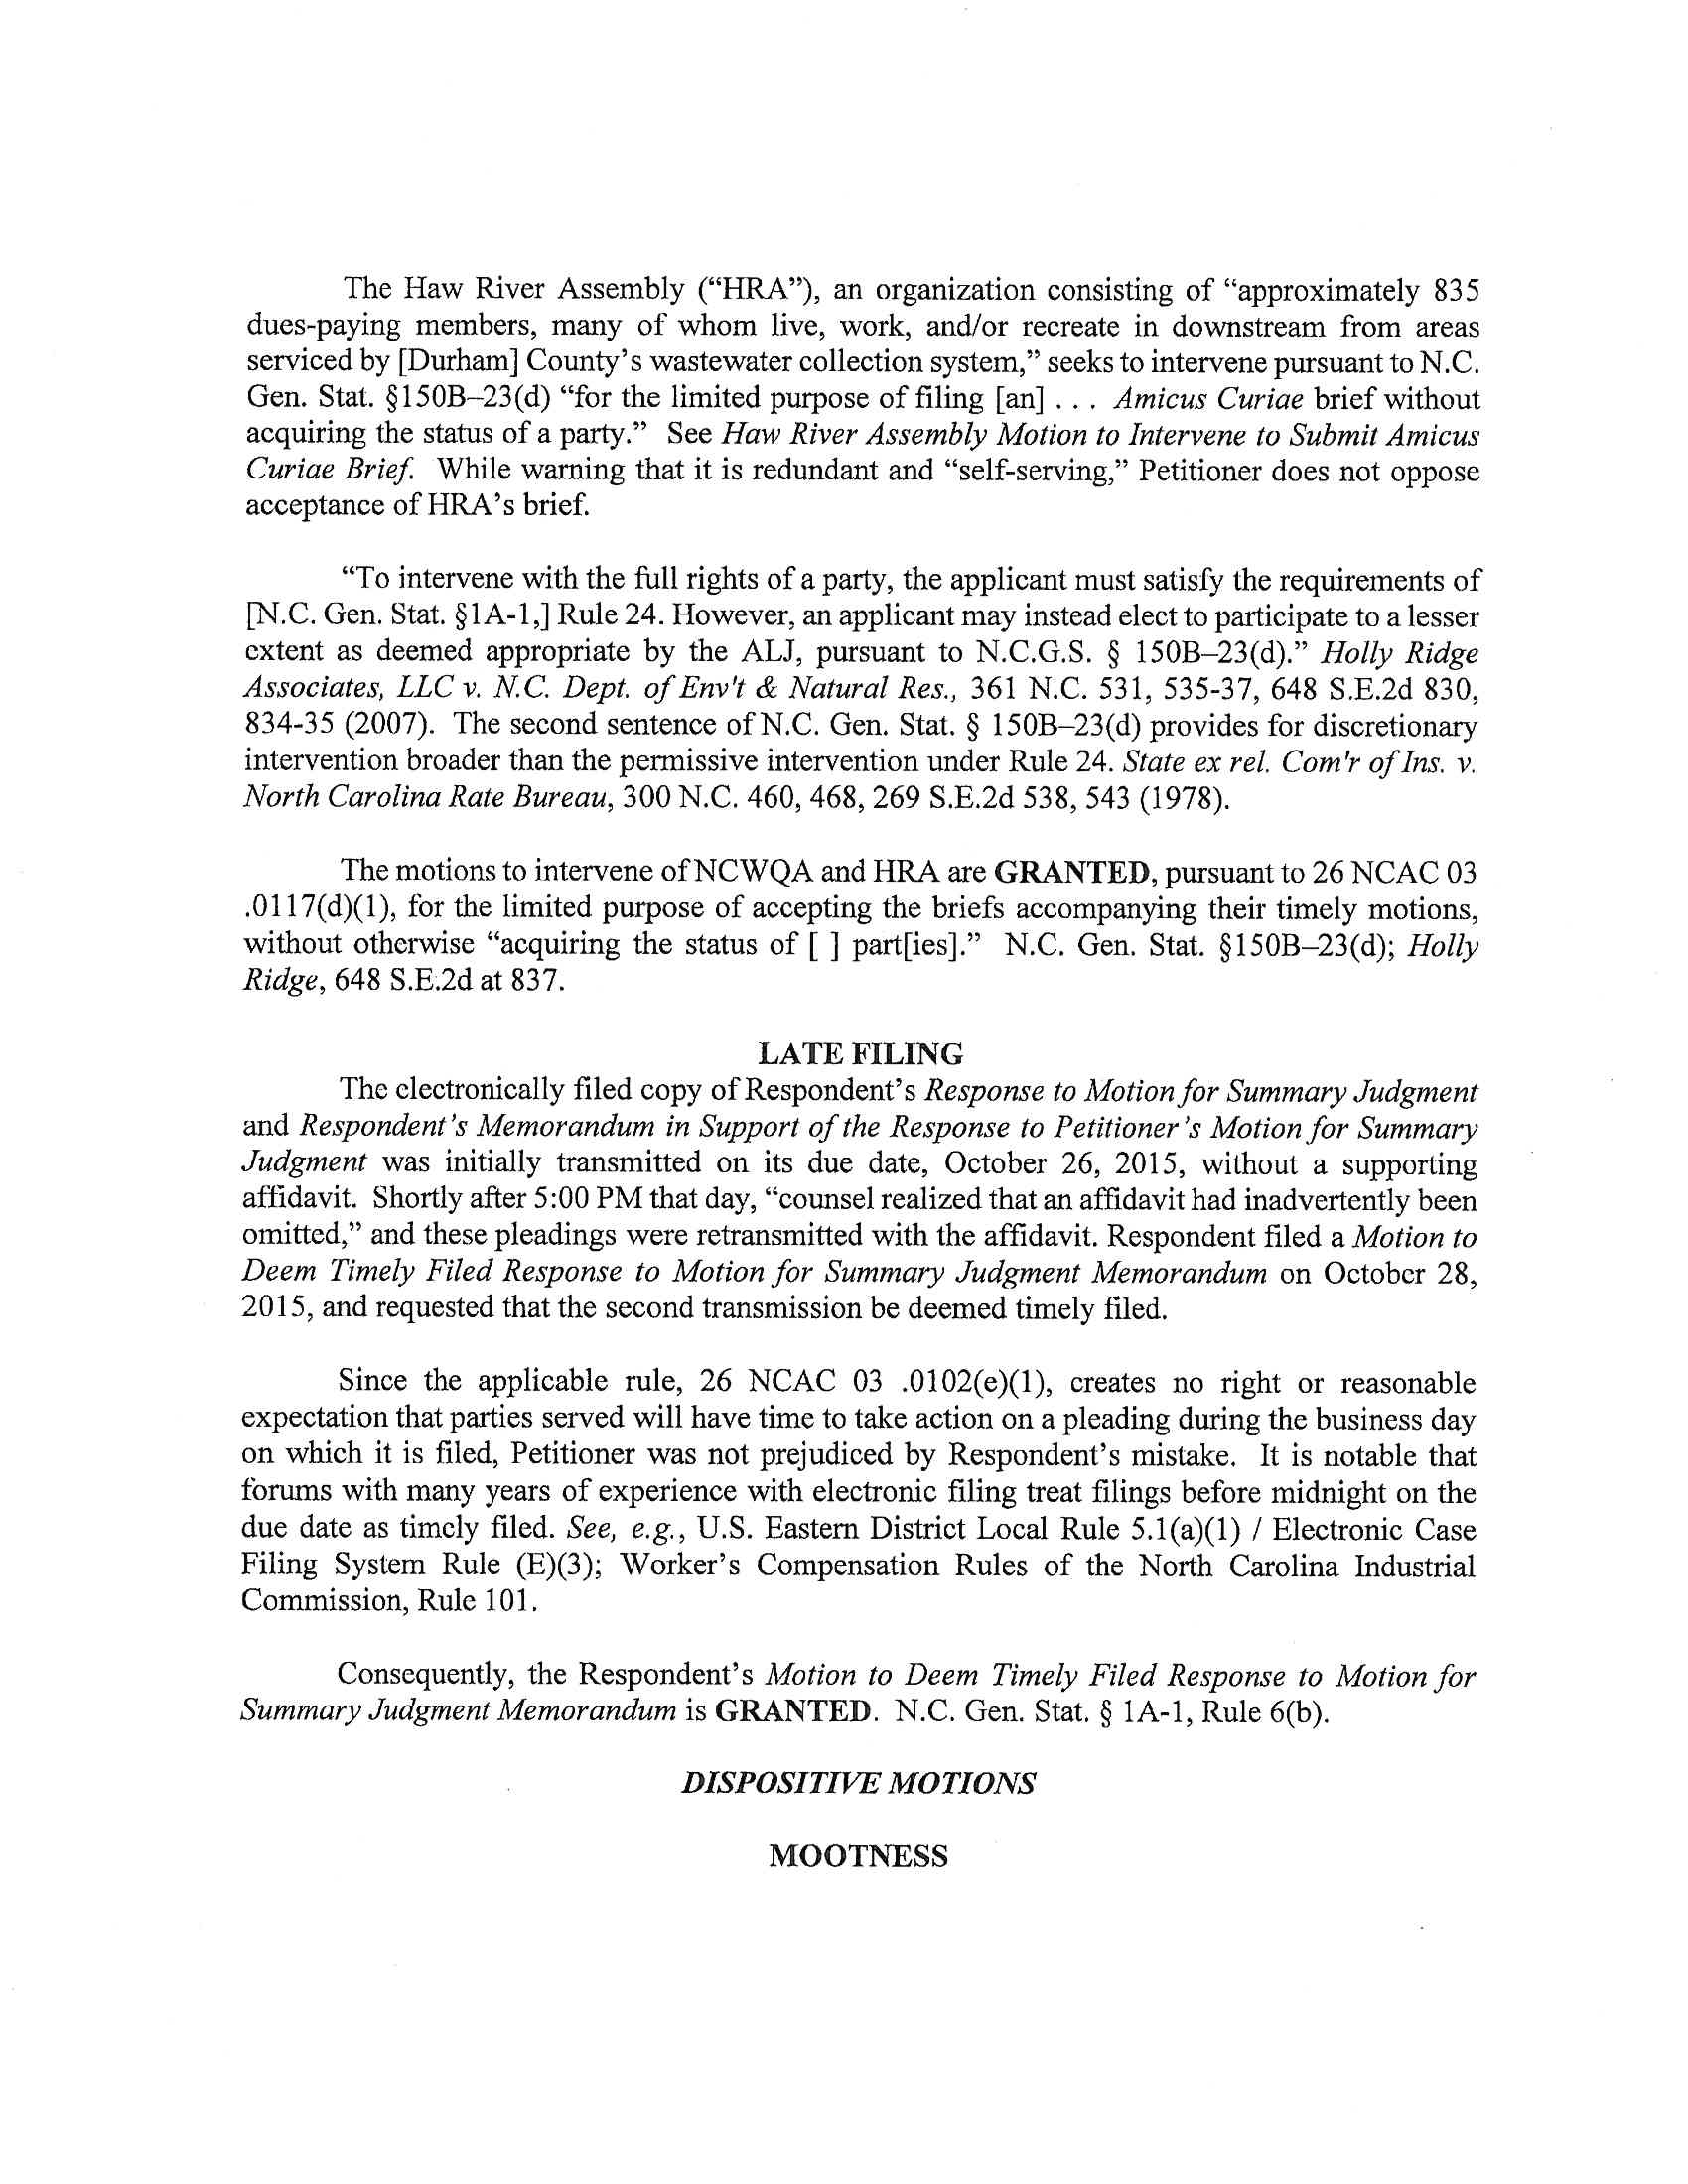 The Haw River Assembly (“HRA”), an organization consisting of “approximately 835
dues-paying members, many of whom live, work, and/or recreate in downstream from areas
serviced by [Durham] County’s wastewater collection system,” seeks to intervene pursuant to N.C.
Gen. Stat. §150B–23(d) “for the limited purpose of filing [an] . . . Amicus Curiae brief without
acquiring the status of a party.” See Haw River Assembly Motion to Intervene to Submit Amicus
Curiae Brief. While warning that it is redundant and “self-serving,” Petitioner does not oppose
acceptance of HRA’s brief.
“To intervene with the full rights of a party, the applicant must satisfy the requirements of
[N.C. Gen. Stat. §1A-1,] Rule 24. However, an applicant may instead elect to participate to a lesser
extent as deemed appropriate by the ALJ, pursuant to N.C.G.S. § 150B–23(d).” Holly Ridge
Associates, LLC v. N.C. Dept. of Env't & Natural Res., 361 N.C. 531, 535-37, 648 S.E.2d 830,
834-35 (2007). The second sentence of N.C. Gen. Stat. § 150B–23(d) provides for discretionary
intervention broader than the permissive intervention under Rule 24. State ex rel. Com'r of Ins. v.
North Carolina Rate Bureau, 300 N.C. 460, 468, 269 S.E.2d 538, 543 (1978).
The motions to intervene of NCWQA and HRA are GRANTED, pursuant to 26 NCAC 03
.0117(d)(1), for the limited purpose of accepting the briefs accompanying their timely motions,
without otherwise “acquiring the status of [ ] part[ies].” N.C. Gen. Stat. §150B–23(d); Holly
Ridge, 648 S.E.2d at 837.
LATE FILING
The electronically filed copy of Respondent’s Response to Motion for Summary Judgment
and Respondent’s Memorandum in Support of the Response to Petitioner’s Motion for Summary
Judgment was initially transmitted on its due date, October 26, 2015, without a supporting
affidavit. Shortly after 5:00 PM that day, “counsel realized that an affidavit had inadvertently been
omitted,” and these pleadings were retransmitted with the affidavit. Respondent filed a Motion to
Deem Timely Filed Response to Motion for Summary Judgment Memorandum on October 28,
2015, and requested that the second transmission be deemed timely filed.
Since the applicable rule, 26 NCAC 03 .0102(e)(1), creates no right or reasonable
expectation that parties served will have time to take action on a pleading during the business day
on which it is filed, Petitioner was not prejudiced by Respondent’s mistake. It is notable that
forums with many years of experience with electronic filing treat filings before midnight on the
due date as timely filed. See, e.g., U.S. Eastern District Local Rule 5.1(a)(1) / Electronic Case
Filing System Rule (E)(3); Worker’s Compensation Rules of the North Carolina Industrial
Commission, Rule 101.
Consequently, the Respondent’s Motion to Deem Timely Filed Response to Motion for
Summary Judgment Memorandum is GRANTED. N.C. Gen. Stat. § 1A-1, Rule 6(b).
DISPOSITIVE MOTIONS
MOOTNESS